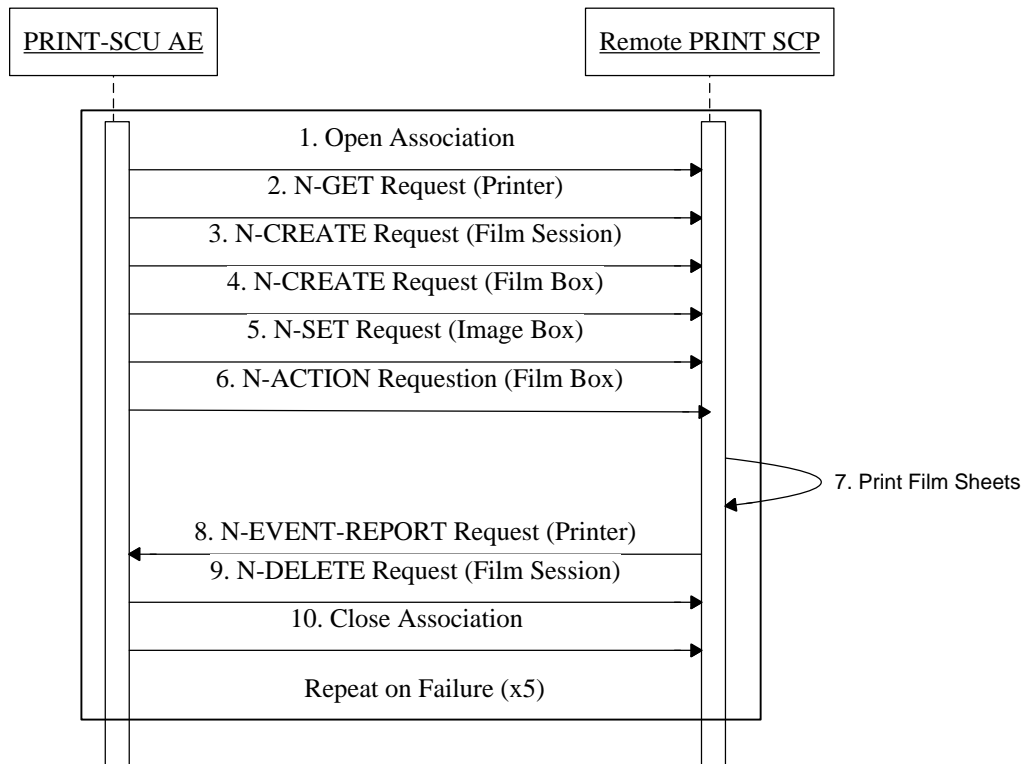 PRINT-SCU AE
Remote PRINT SCP
1. Open Association
2. N-GET Request (Printer)
3. N-CREATE Request (Film Session)
4. N-CREATE Request (Film Box)
5. N-SET Request (Image Box)
6. N-ACTION Requestion (Film Box)
7. Print Film Sheets
8. N-EVENT-REPORT Request (Printer)
9. N-DELETE Request (Film Session)
10. Close Association
Repeat on Failure (x5)